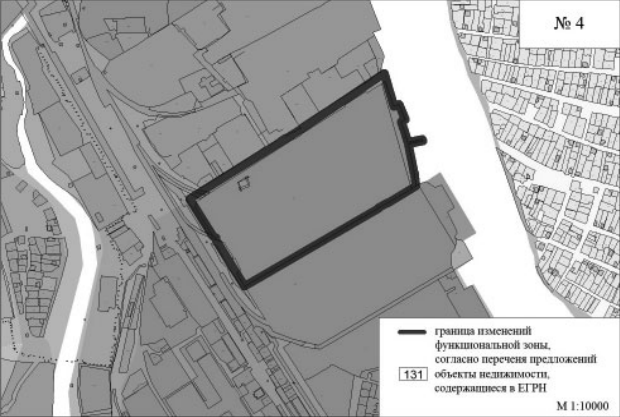 № 4
граница изменений
функциональной зоны,
согласно перечня предложений
131 объекты недвижимости,
содержащиеся в ЕГРН
М 1:10000